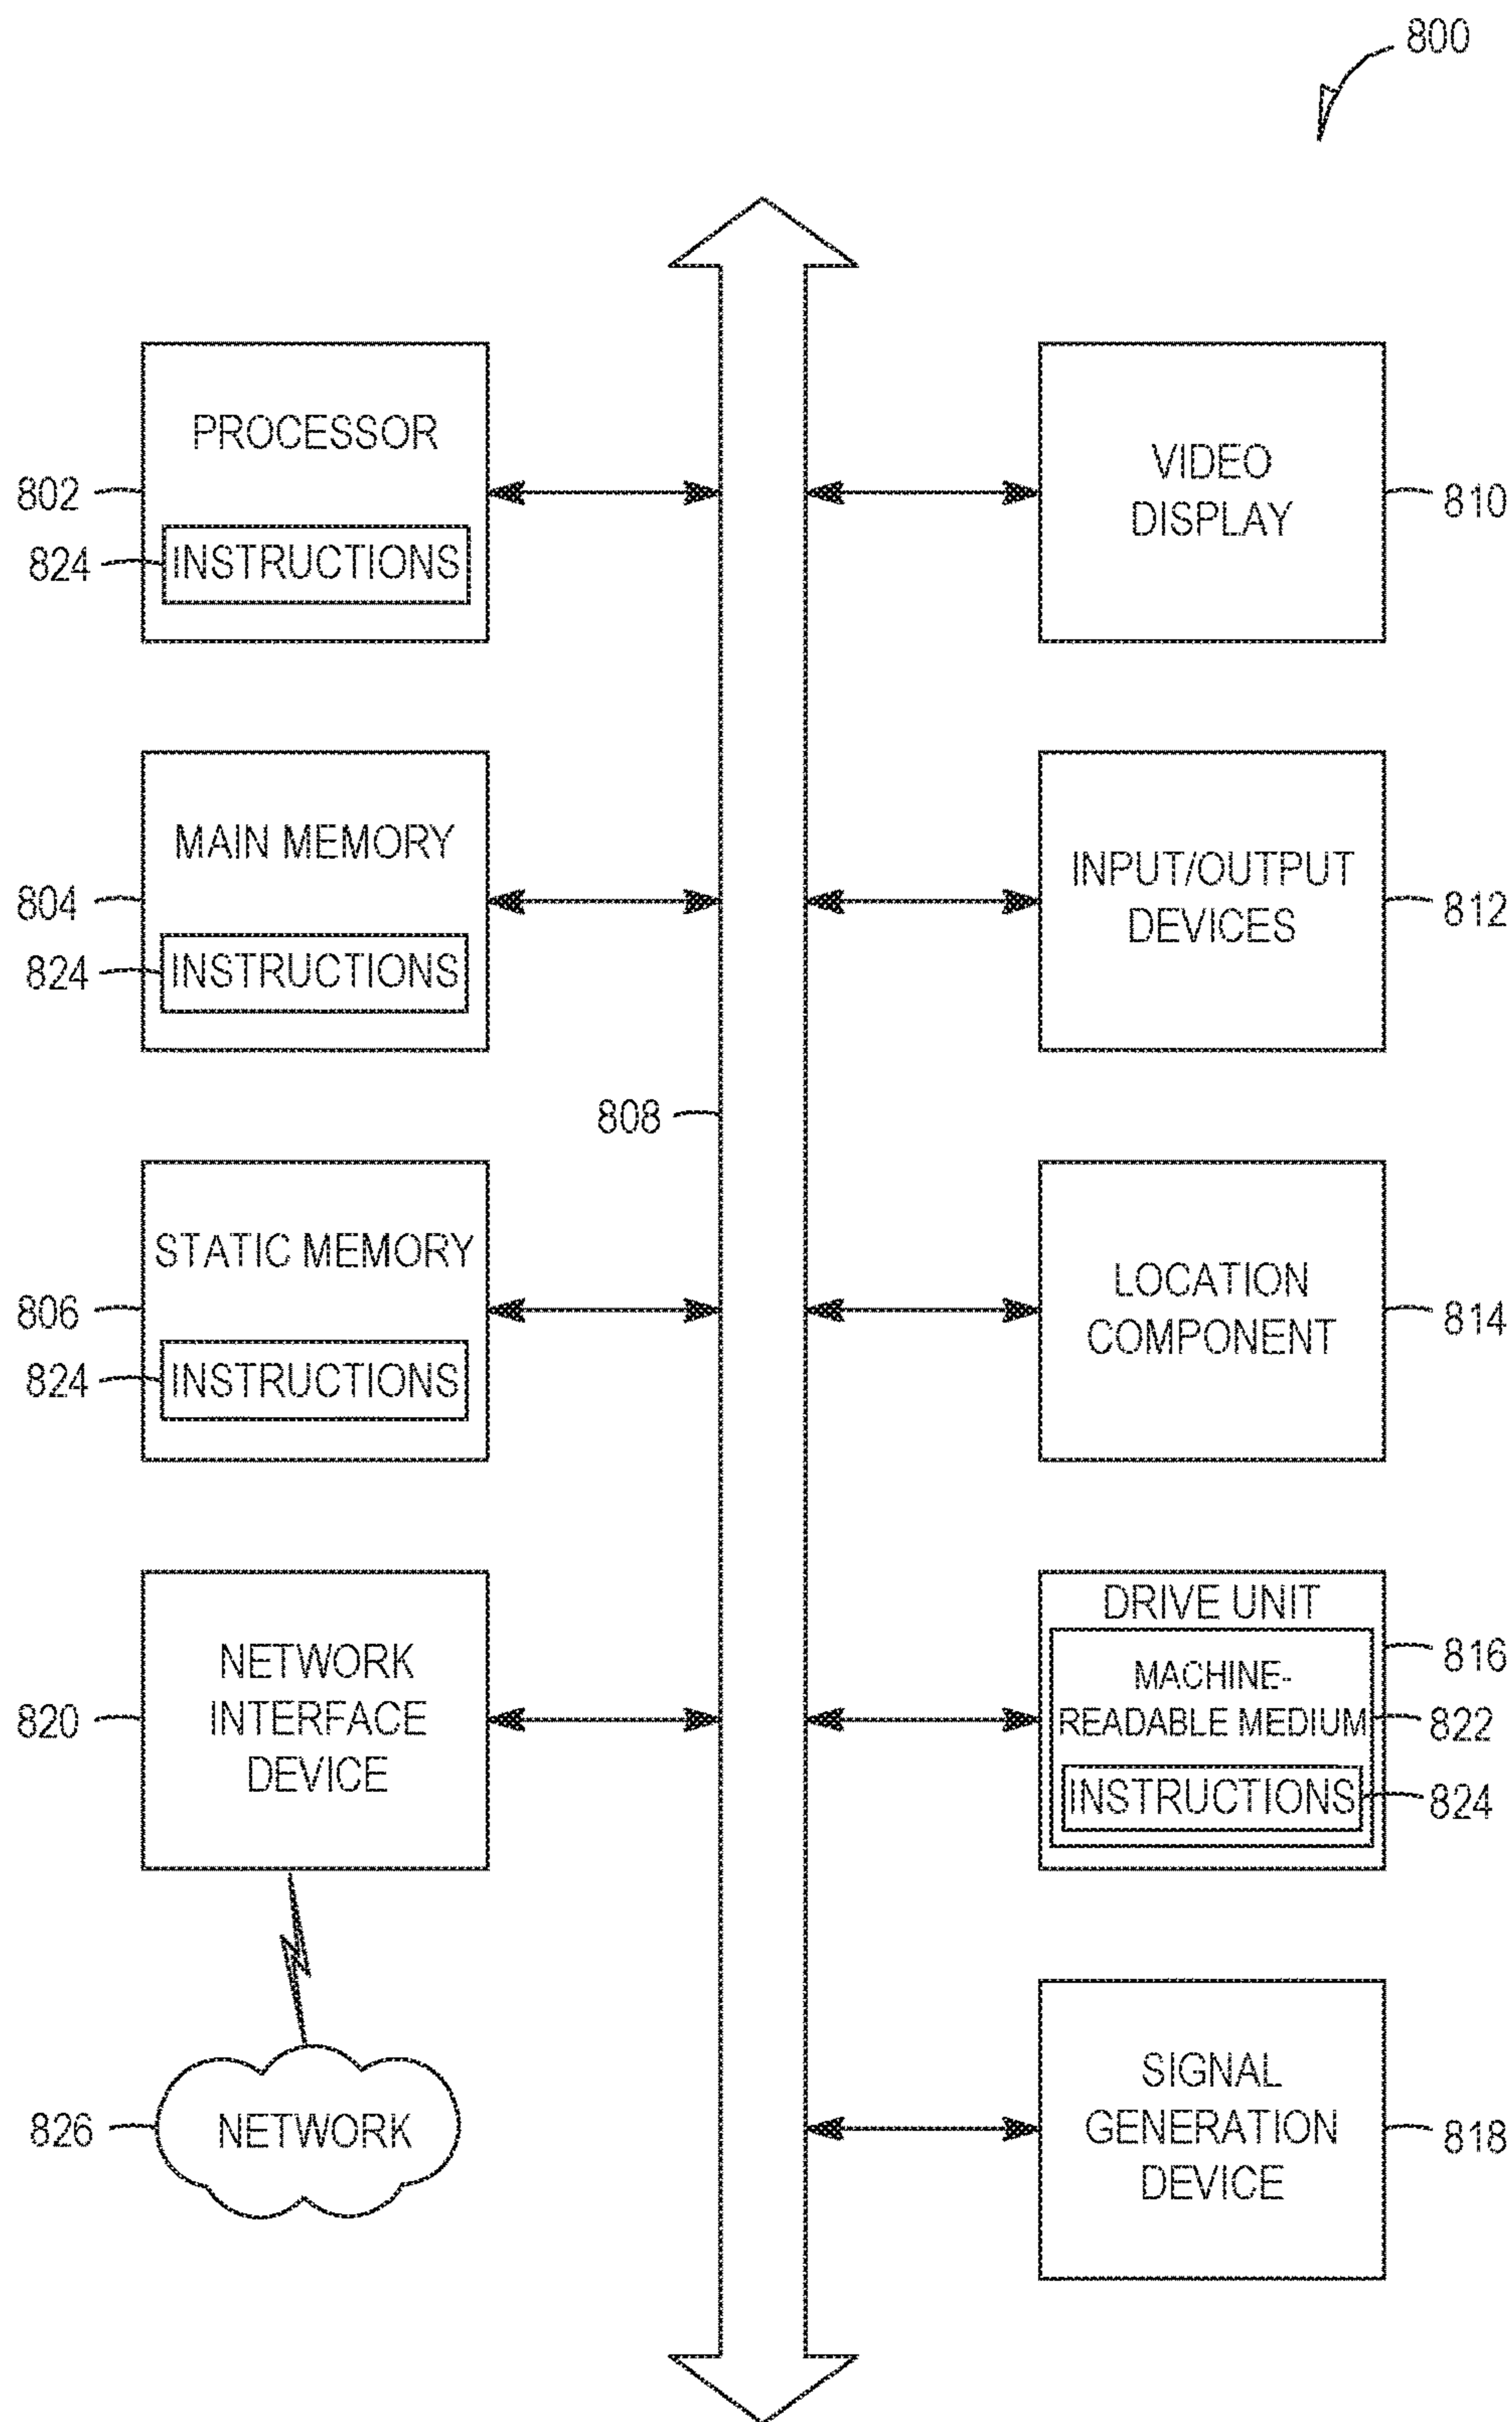 800
PROCESSOR
802
824
INSTRUCTIONS
VIDEO
DISPLAY
810
MAIN MEMORY
804
824
INSTRUCTIONS
INPUT/OUTPUT
DEVICES
812
808
STATIC MEMORY
806
824
INSTRUCTIONS
LOCATION
COMPONENT
814
NETWORK
INTERFACE
DEVICE
820
DRIVE UNIT
816
MACHINE-
READABLE MEDIUM
822
INSTRUCTIONS
824
826
NETWORK
SIGNAL
GENERATION
DEVICE
818